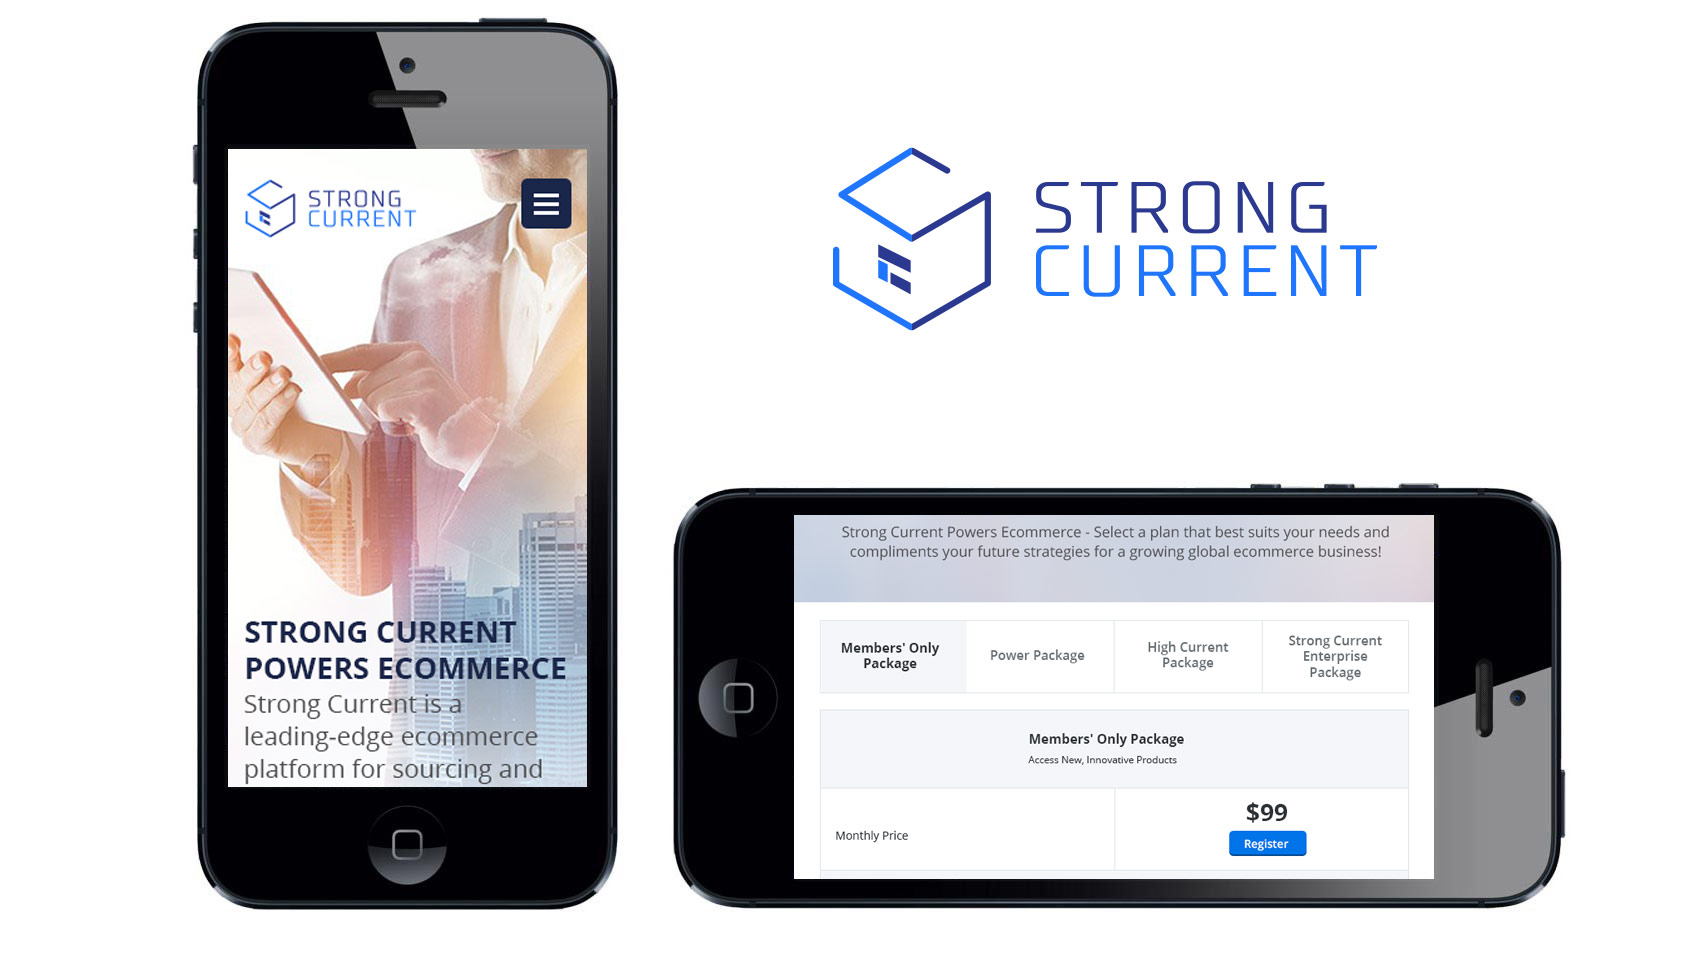 STRONG
CURRENT
STRONG CURRENT
POWERS ECOMMERCE
Strong Current is a
leading-edge ecommerce
platform for sourcing and
STRONG
CURRENT
Strong Current Powers Ecommerce - Select a plan that best suits your needs and
compliments your future strategies for a growing global ecommerce business!
Members' Only
Package
Power Package
High Current
Package
Strong Current
Enterprise
Package
Members' Only Package
Access New, Innovative Products
Monthly Price
$99
Register